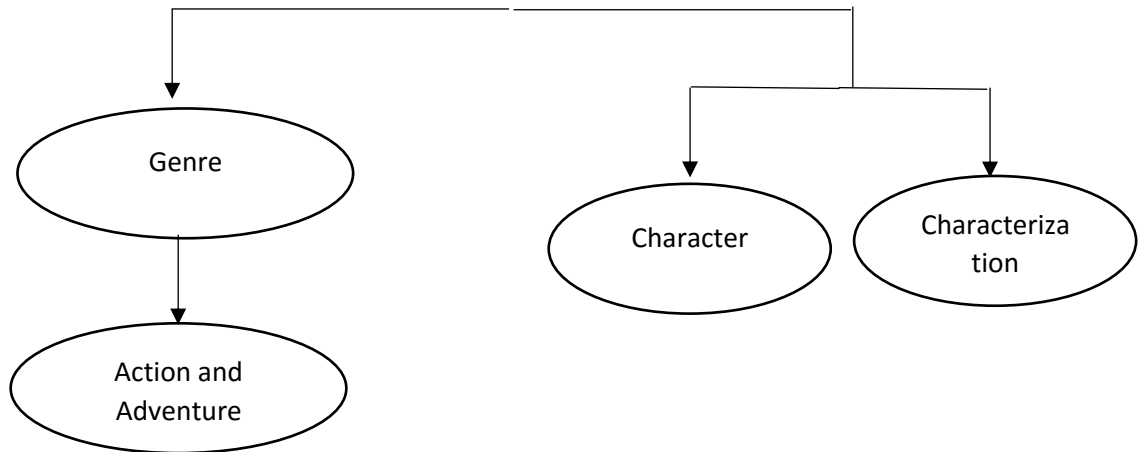 Genre
Character
Characteriza
tion
Action and
Adventure